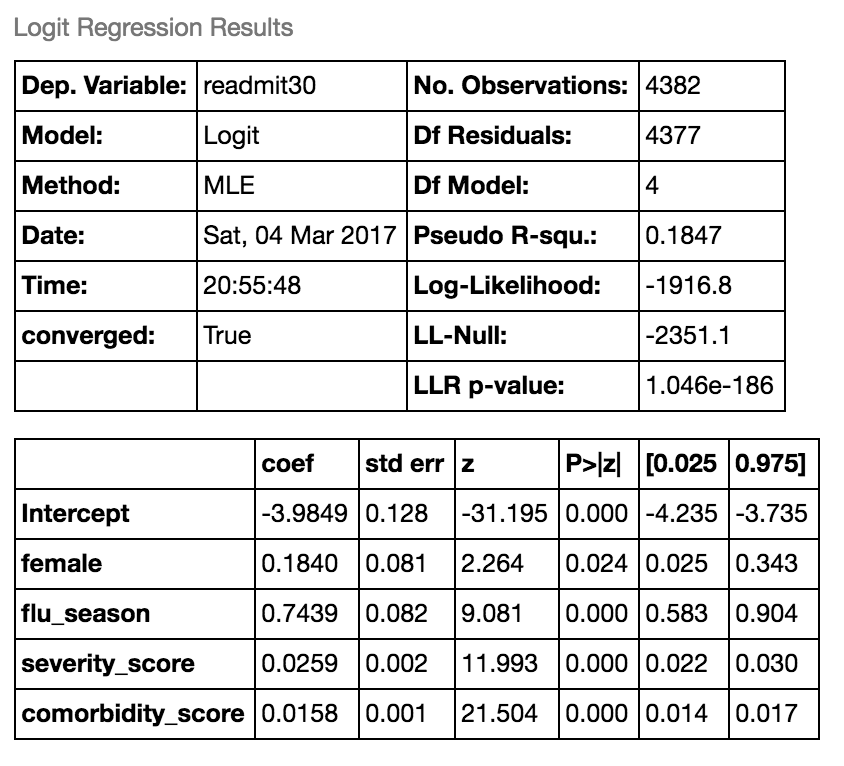 Logit Regression Results
Dep. Variable: readmit30 No. Observations: 4382
Model: Logit Df Residuals: 4377
Method: MLE Df Model: 4
Date: Sat, 04 Mar 2017 Pseudo R-squ.: 0.1847
Time: 20:55:48 Log-Likelihood: -1916.8
converged: True LL-Null: -2351.1
LLR p-value: 1.046e-186
coef std err z P>|z| [0.025 0.975]
Intercept -3.9849 0.128 -31.195 0.000 -4.235 -3.735
female 0.1840 0.081 2.264 0.024 0.025 0.343
flu_season 0.7439 0.082 9.081 0.000 0.583 0.904
severity_score 0.0259 0.002 11.993 0.000 0.022 0.030
comorbidity_score 0.0158 0.001 21.504 0.000 0.014 0.017